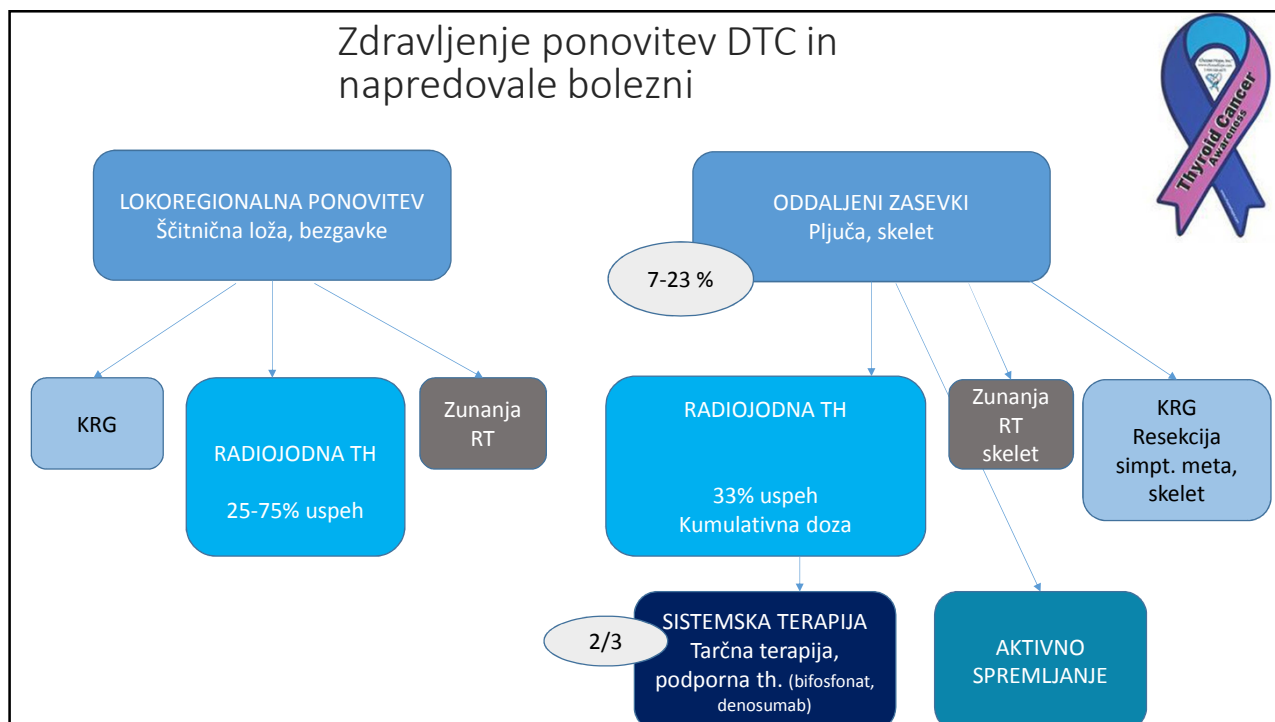 Zdravljenje ponovitev DTC in
napredovale bolezni
Thyroid Cancer
Awareness
LOKOREGIONALNA PONOVITEV
Ščitnična loža, bezgavke
ODDALJENI ZASEVKI
Pljuča, skelet
7-23 %
KRG
RADIOJODNA TH
25-75% uspeh
Zunanja
RT
RADIOJODNA TH
33% uspeh
Kumulativna doza
Zunanja
RT
skelet
KRG
Resekcija
simpt. meta,
skelet
2/3
SISTEMSKA TERAPIJA
Tarčna terapija,
podporna th. (bifosfonat,
denosumab)
AKTIVNO
SPREMLJANJE